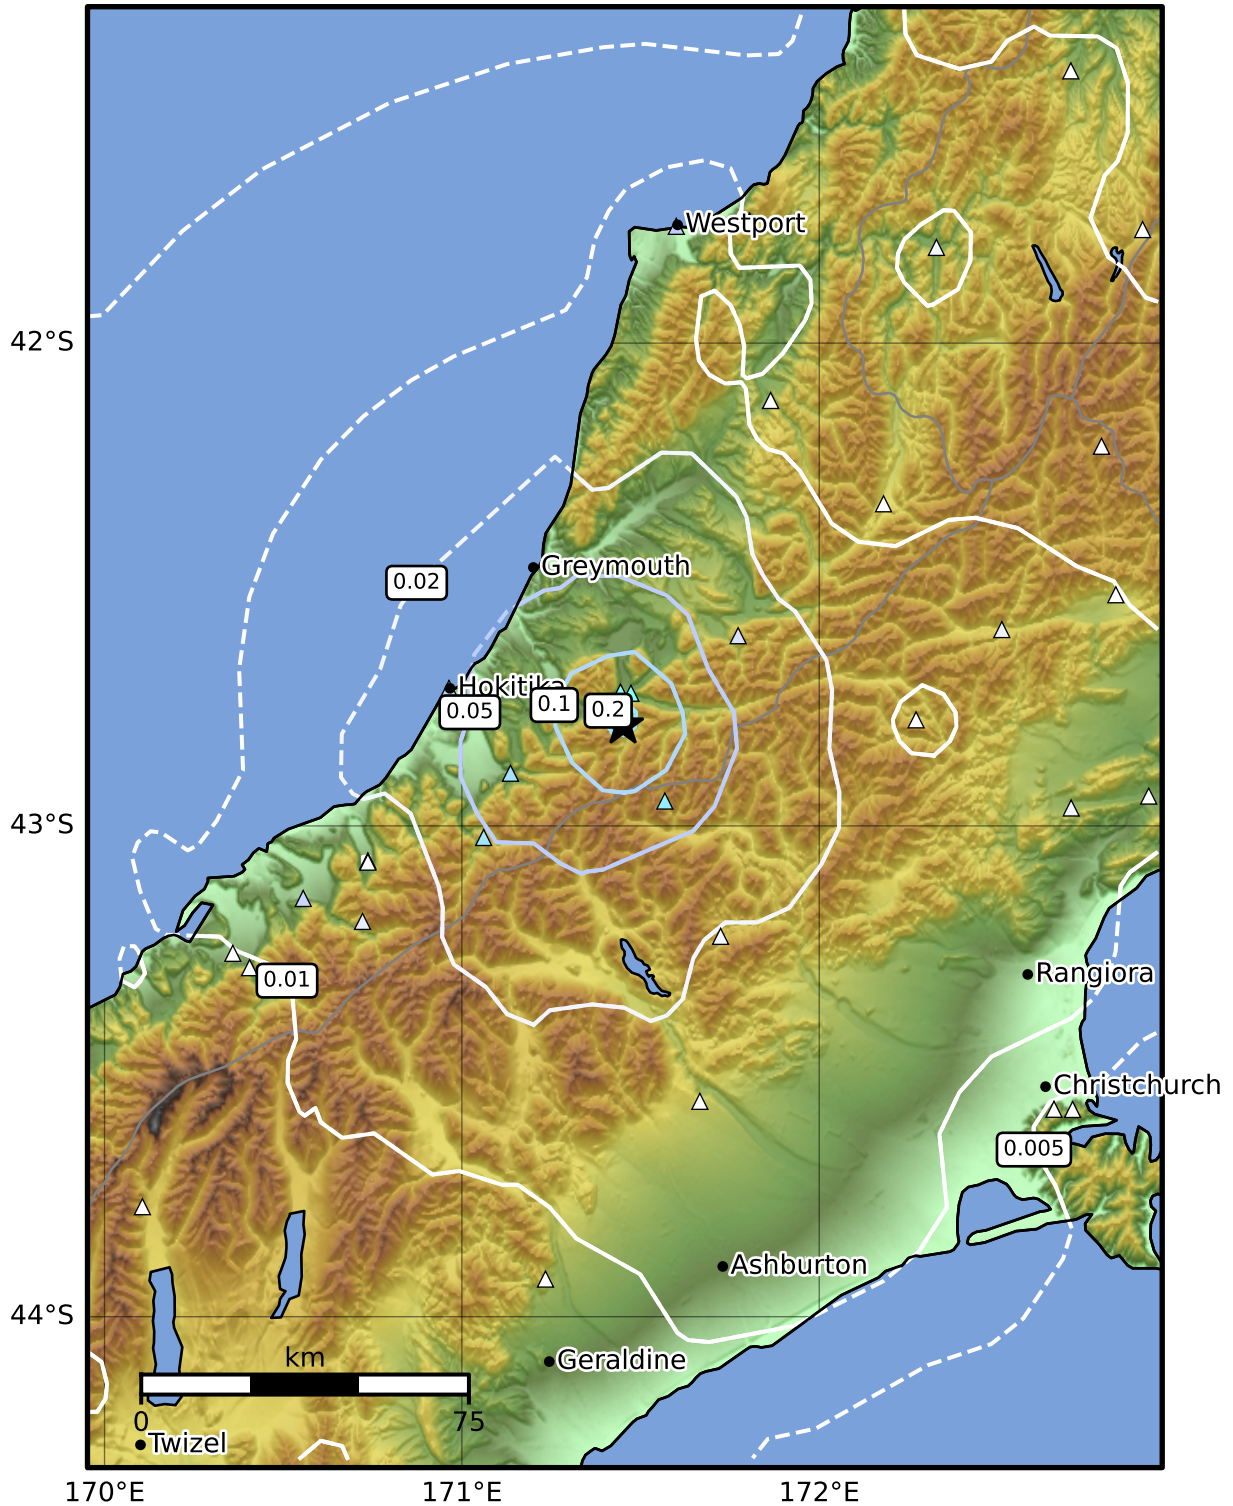 Westport
42°S
Greymouth
0.02
Hokitika
0.05
0.1
0.2
43°S
Rangiora
0.01
Christchurch
0.005
Ashburton
44°S
km
Geraldine
0
75
Twizel
170°E
171°E
172°E